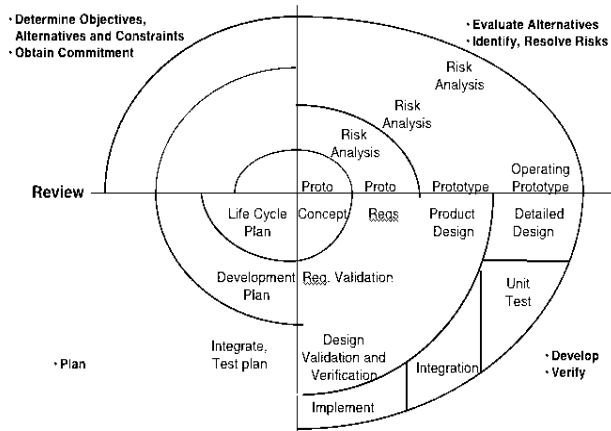 · Determine Objectives,
Alternatives and Constraints
· Obtain Commitment
· Evaluate Alternatives
· Identify, Resolve Risks
Risk
Analysis
Risk
Analysis
Risk
Analysis
Review
Proto
Proto
Prototype
Operating
Prototype
Life Cycle
Plan
Concept
Reqs
Product
Design
Detailed
Design
Development
Plan
Req. Validation
Unit
Test
Integrate,
Test plan
Design
Validation and
Verification
Integration
Implement
· Plan
· Develop
· Verify